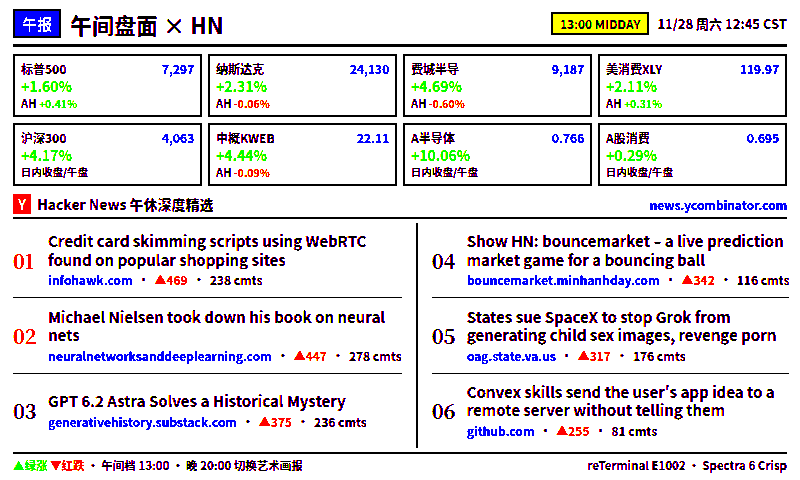 午报 午间盘面 × HN
13:00 MIDDAY 11/28 周六 12:45 CST
标普500 7,297
+1.60%
AH +0.41%
纳斯达克 24,130
+2.31%
AH -0.06%
费城半导 9,187
+4.69%
AH -0.60%
美消费XLY 119.97
+2.11%
AH +0.31%
沪深300 4,063
+4.17%
日内收盘/午盘
中概KWEB 22.11
+4.44%
AH -0.09%
A半导体 0.766
+10.06%
日内收盘/午盘
A股消费 0.695
+0.29%
日内收盘/午盘
Y Hacker News 午休深度精选
news.ycombinator.com
01 Credit card skimming scripts using WebRTC
found on popular shopping sites
infohawk.com • ▲469 • 238 cmts
02 Michael Nielsen took down his book on neural
nets
neuralnetworksanddeeplearning.com • ▲447 • 278 cmts
03 GPT 6.2 Astra Solves a Historical Mystery
generativehistory.substack.com • ▲375 • 236 cmts
04 Show HN: bouncemarket – a live prediction
market game for a bouncing ball
bouncemarket.minhanhday.com • ▲342 • 116 cmts
05 States sue SpaceX to stop Grok from
generating child sex images, revenge porn
oag.state.va.us • ▲317 • 176 cmts
06 Convex skills send the user's app idea to a
remote server without telling them
github.com • ▲255 • 81 cmts
▲绿涨 ▼红跌 • 午间档 13:00 • 晚 20:00 切换艺术画报
reTerminal E1002 • Spectra 6 Crisp